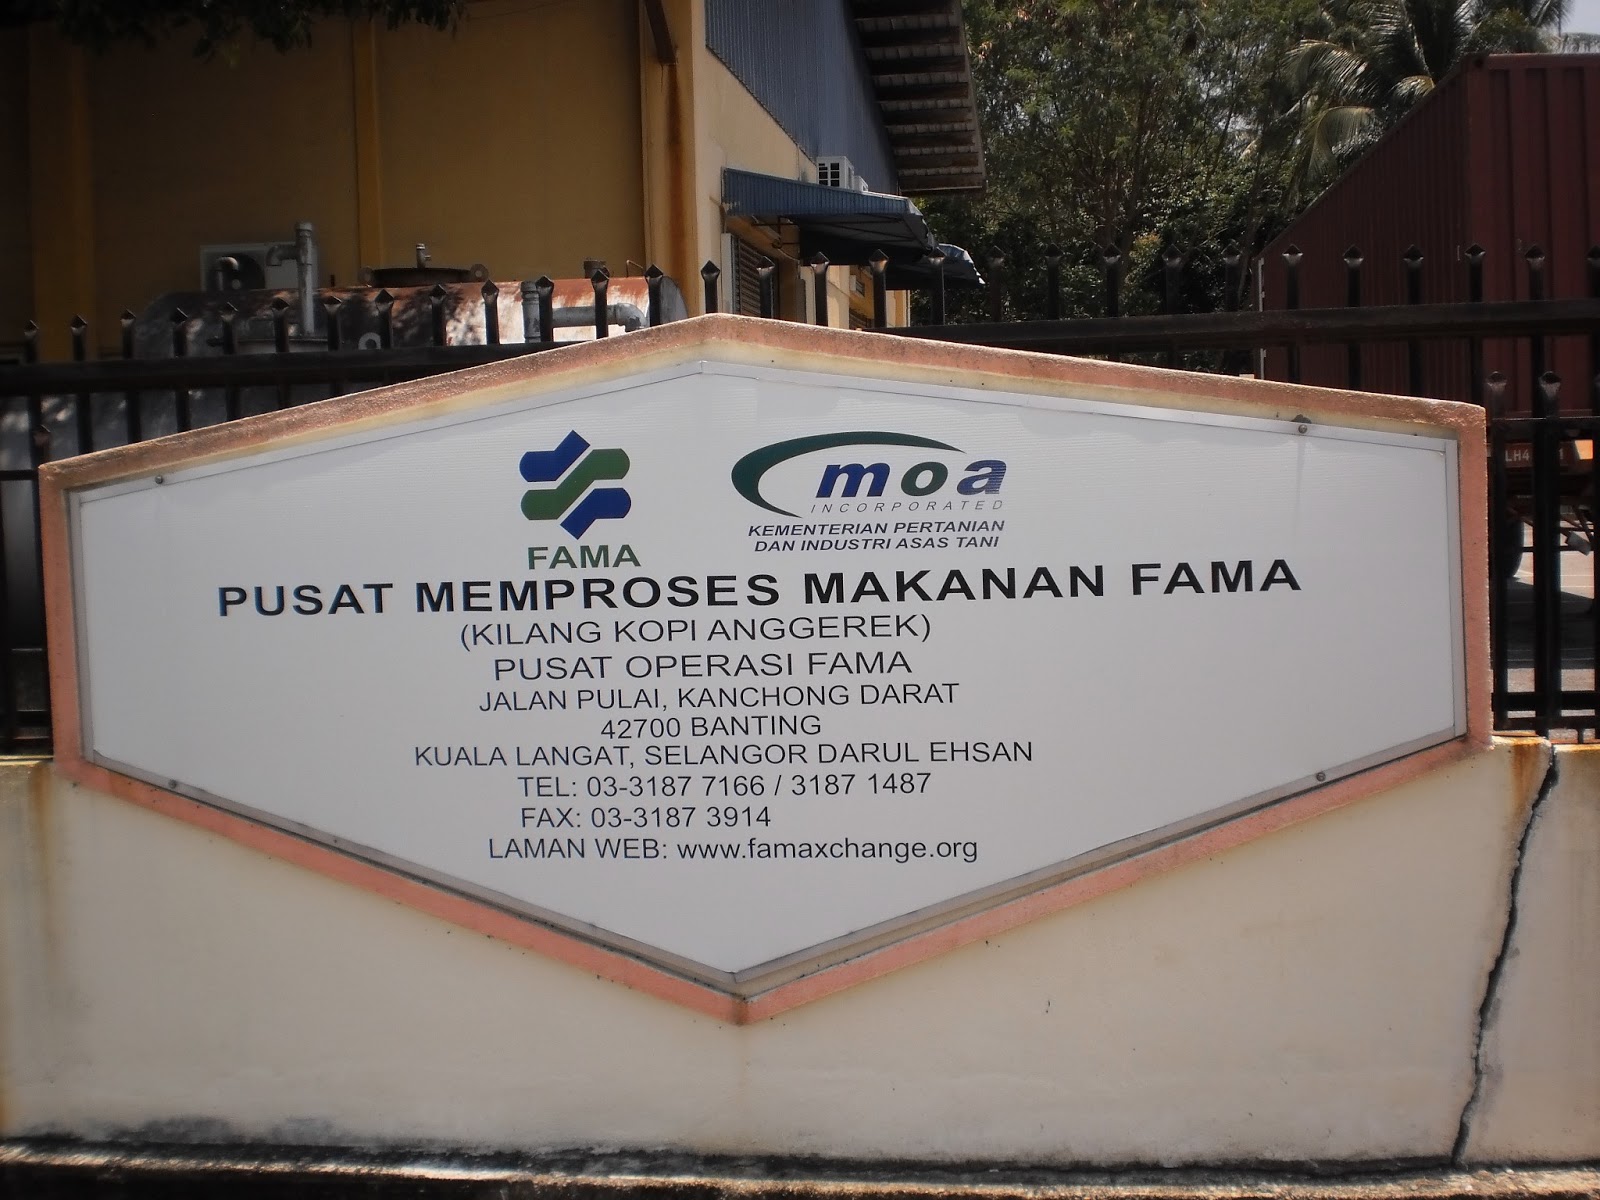 FAMA
moa
INCORPORATED
KEMENTERIAN PERTANIAN
DAN INDUSTRI ASAS TANI
PUSAT MEMPROSES MAKANAN FAMA
(KILANG KOPI ANGGEREK)
PUSAT OPERASI FAMA
JALAN PULAI, KANCHONG DARAT
42700 BANTING
KUALA LANGAT, SELANGOR DARUL EHSAN
TEL: 03-3187 7166 / 3187 1487
FAX: 03-3187 3914
LAMAN WEB: www.famaxchange.org